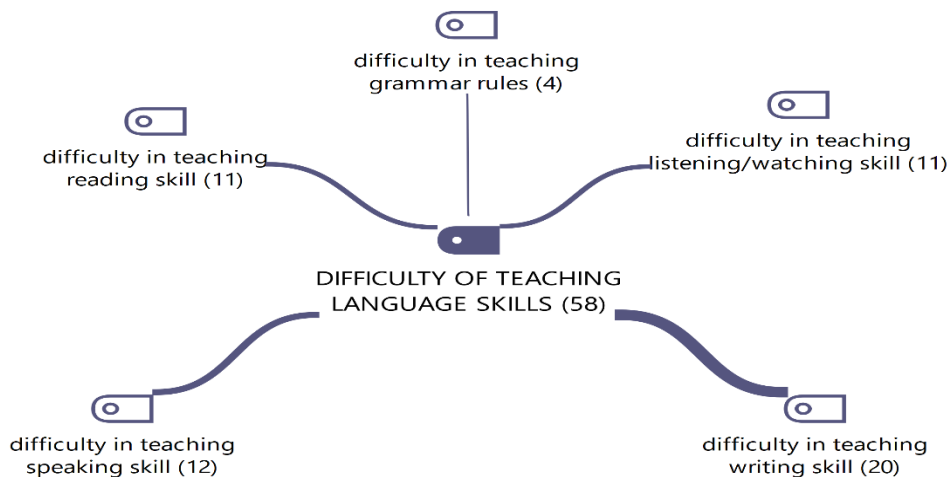 difficulty in teaching
grammar rules (4)
difficulty in teaching
reading skill (11)
difficulty in teaching
listening/watching skill (11)
DIFFICULTY OF TEACHING
LANGUAGE SKILLS (58)
difficulty in teaching
speaking skill (12)
difficulty in teaching
writing skill (20)